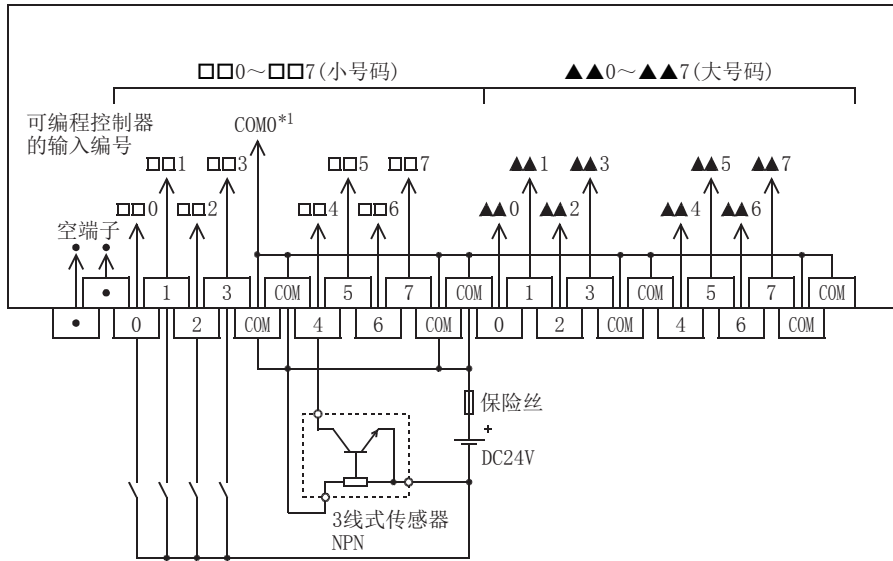 □□0～□□7(小号码)
▲▲0～▲▲7(大号码)
可编程控制器
的输入编号
COM0*1
□□1
□□3
□□5
□□7
▲▲1
▲▲3
▲▲5
▲▲7
□□0
□□2
□□4
□□6
▲▲0
▲▲2
▲▲4
▲▲6
空端子
• 1 3 COM 5 7 COM 1 3 COM 5 7 COM
• 0 2 COM 4 6 COM 0 2 COM 4 6 COM
保险丝
+
DC24V
3线式传感器
NPN